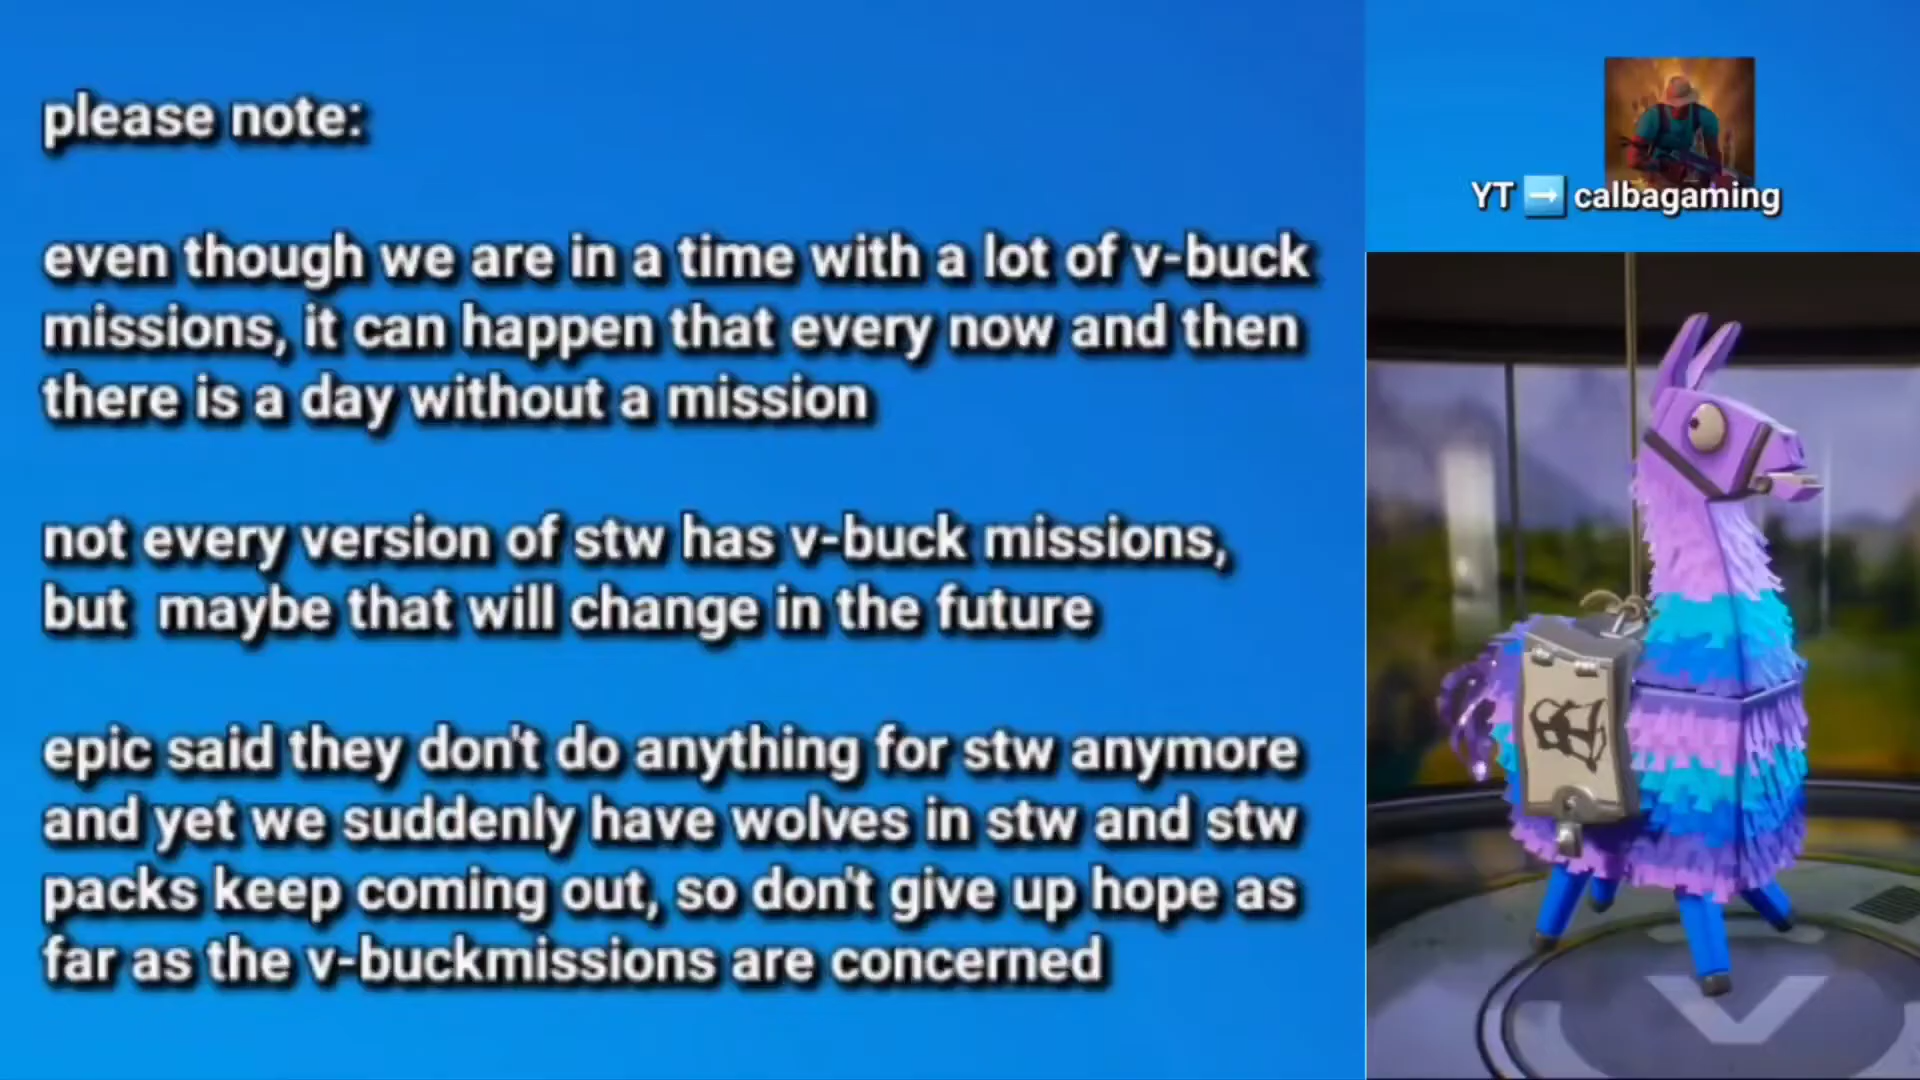 please note:
even though we are in a time with a lot of v-buck
missions, it can happen that every now and then
there is a day without a mission
not every version of stw has v-buck missions,
but  maybe that will change in the future
epic said they don't do anything for stw anymore
and yet we suddenly have wolves in stw and stw
packs keep coming out, so don't give up hope as
far as the v-buckmissions are concerned
YT ➡ calbagaming